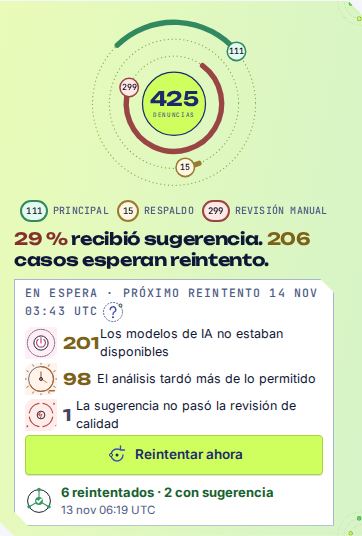 111
299
425
DENUNCIAS
15
111 PRINCIPAL 15 RESPALDO 299 REVISIÓN MANUAL
29 % recibió sugerencia. 206
casos esperan reintento.
EN ESPERA · PRÓXIMO REINTENTO 14 NOV
03:43 UTC ?
201 Los modelos de IA no estaban
disponibles
98 El análisis tardó más de lo permitido
1 La sugerencia no pasó la revisión de
calidad
Reintentar ahora
6 reintentados · 2 con sugerencia
13 nov 06:19 UTC